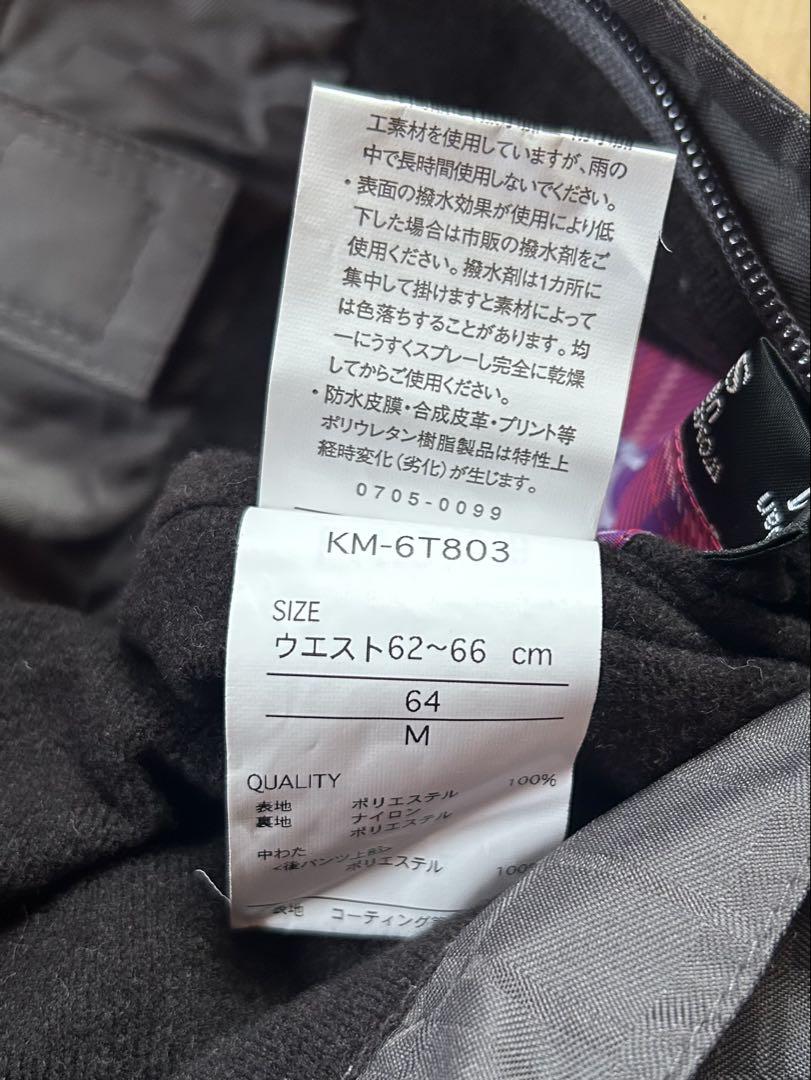 工素材を使用していますが、雨の
中で長時間使用しないでください。
・表面の撥水効果が使用により低
下した場合は市販の撥水剤をご
使用ください。撥水剤は1カ所に
集中して掛けますと素材によって
は色落ちすることがあります。均
一にうすくスプレーし完全に乾燥
してからご使用ください。
・防水皮膜・合成皮革・プリント等
ポリウレタン樹脂製品は特性上
経時変化(劣化)が生じます。
0705-0099
KM-6T803
SIZE
ウエスト62~66 cm
64
M
QUALITY
表地 ポリエステル 100%
裏地 ナイロン
ポリエステル
中わた
<後パンツ上部>
ポリエステル 100%
表地 コーティング